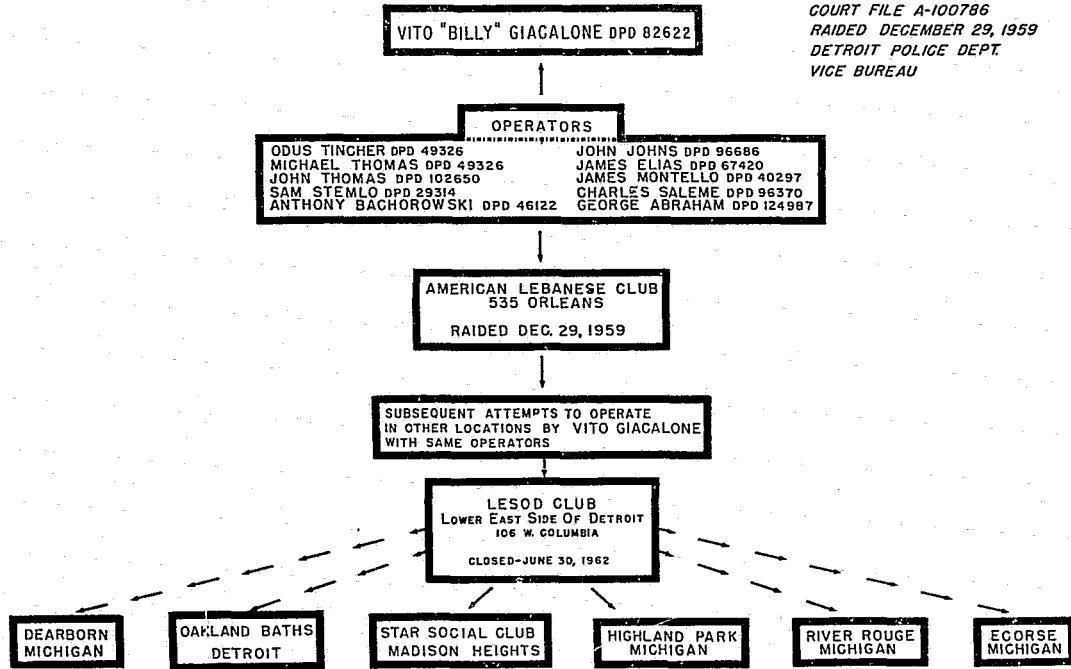 COURT FILE A-100786
RAIDED DECEMBER 29, 1959
DETROIT POLICE DEPT.
VICE BUREAU
VITO "BILLY" GIACALONE DPD 82622
OPERATORS
ODUS TINCHER DPD 49326
MICHAEL THOMAS DPD 49326
JOHN THOMAS DPD 102650
SAM STEMLO DPD 29314
ANTHONY BACHOROWSKI DPD 46122
JOHN JOHNS DPD 96686
JAMES ELIAS DPD 67420
JAMES MONTELLO DPD 40297
CHARLES SALEME DPD 96370
GEORGE ABRAHAM DPD 124987
AMERICAN LEBANESE CLUB
535 ORLEANS
RAIDED DEC. 29, 1959
SUBSEQUENT ATTEMPTS TO OPERATE
IN OTHER LOCATIONS BY VITO GIACALONE
WITH SAME OPERATORS
LESOD CLUB
LOWER EAST SIDE OF DETROIT
106 W. COLUMBIA
CLOSED-JUNE 30, 1962
DEARBORN
MICHIGAN
OAKLAND BATHS
DETROIT
STAR SOCIAL CLUB
MADISON HEIGHTS
HIGHLAND PARK
MICHIGAN
RIVER ROUGE
MICHIGAN
ECORSE
MICHIGAN